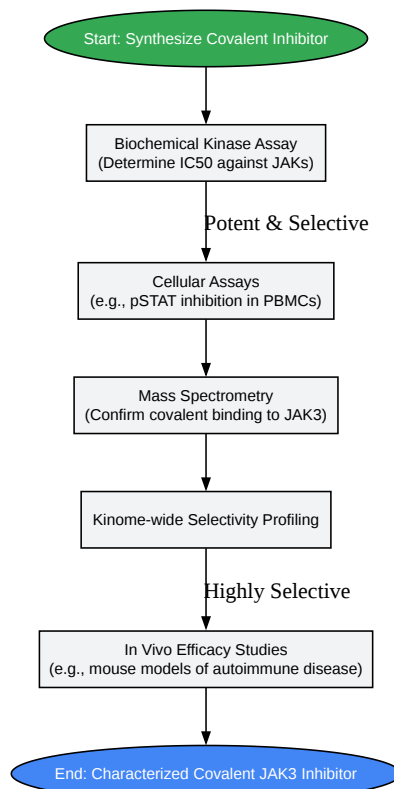 Start: Synthesize Covalent Inhibitor
Biochemical Kinase Assay
(Determine IC50 against JAKs)
Potent & Selective
Cellular Assays
(e.g., pSTAT inhibition in PBMCs)
Mass Spectrometry
(Confirm covalent binding to JAK3)
Kinome-wide Selectivity Profiling
Highly Selective
In Vivo Efficacy Studies
(e.g., mouse models of autoimmune disease)
End: Characterized Covalent JAK3 Inhibitor